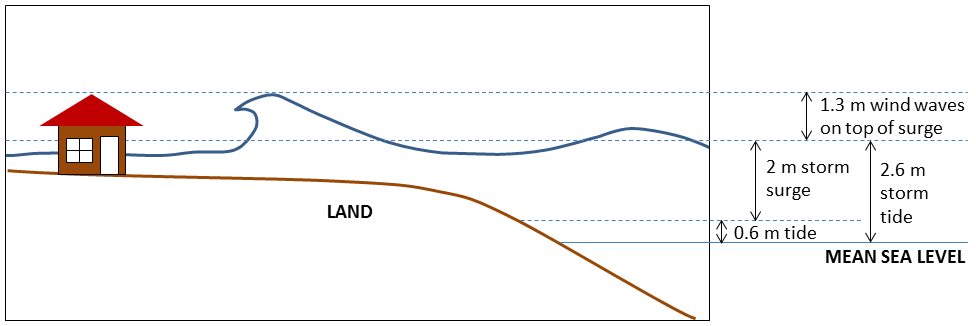 1.3 m wind waves
on top of surge
2 m storm
surge
2.6 m
storm
tide
LAND
0.6 m tide
MEAN SEA LEVEL